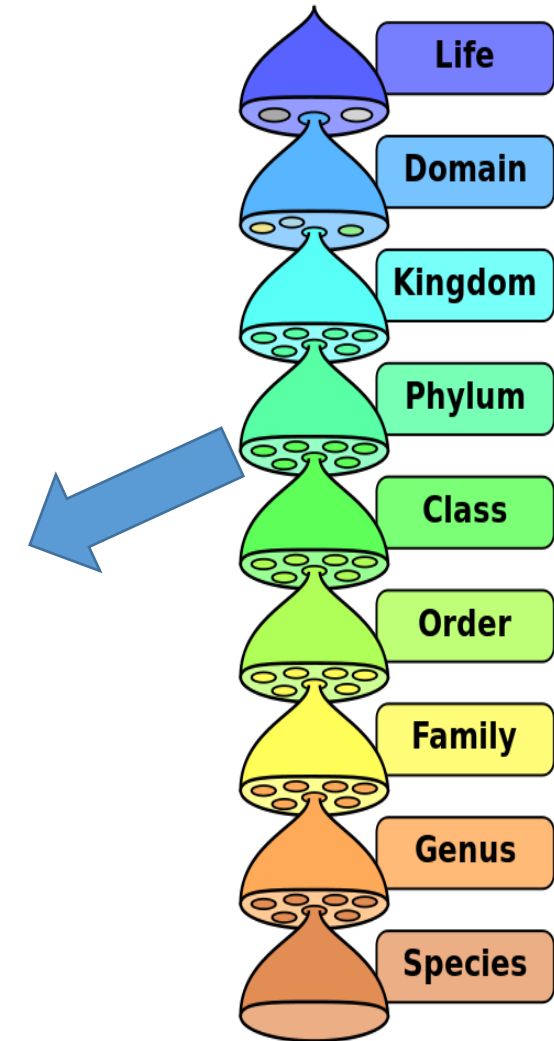 Life
Domain
Kingdom
Phylum
Class
Order
Family
Genus
Species